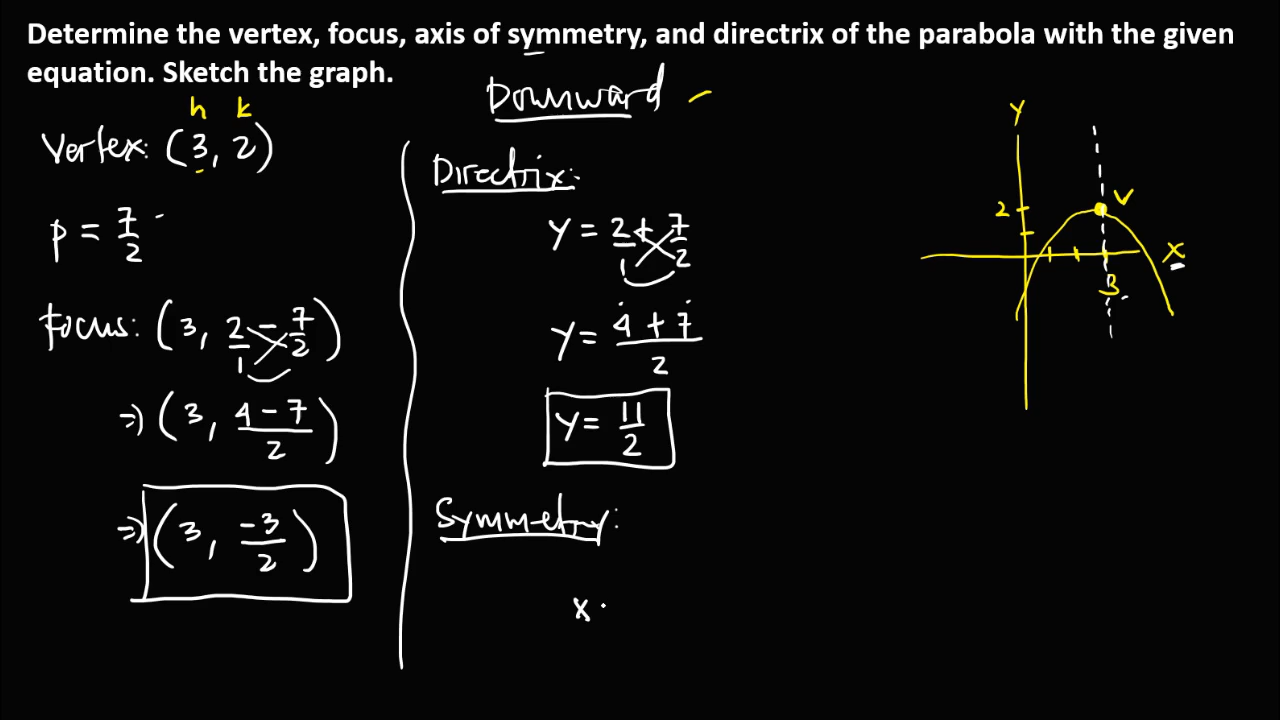 Determine the vertex, focus, axis of symmetry, and directrix of the parabola with the given
equation. Sketch the graph.
Downward
h k
Vertex: (3, 2)
p = 7/2
Focus: (3, 2/1 - 7/2)
⇒ (3, 4 - 7/2)
⇒ (3, -3/2)
Directrix:
y = 2/1 + 7/2
y = 4 + 7/2
y = 11/2
Symmetry:
x
Y
2
V
X
3